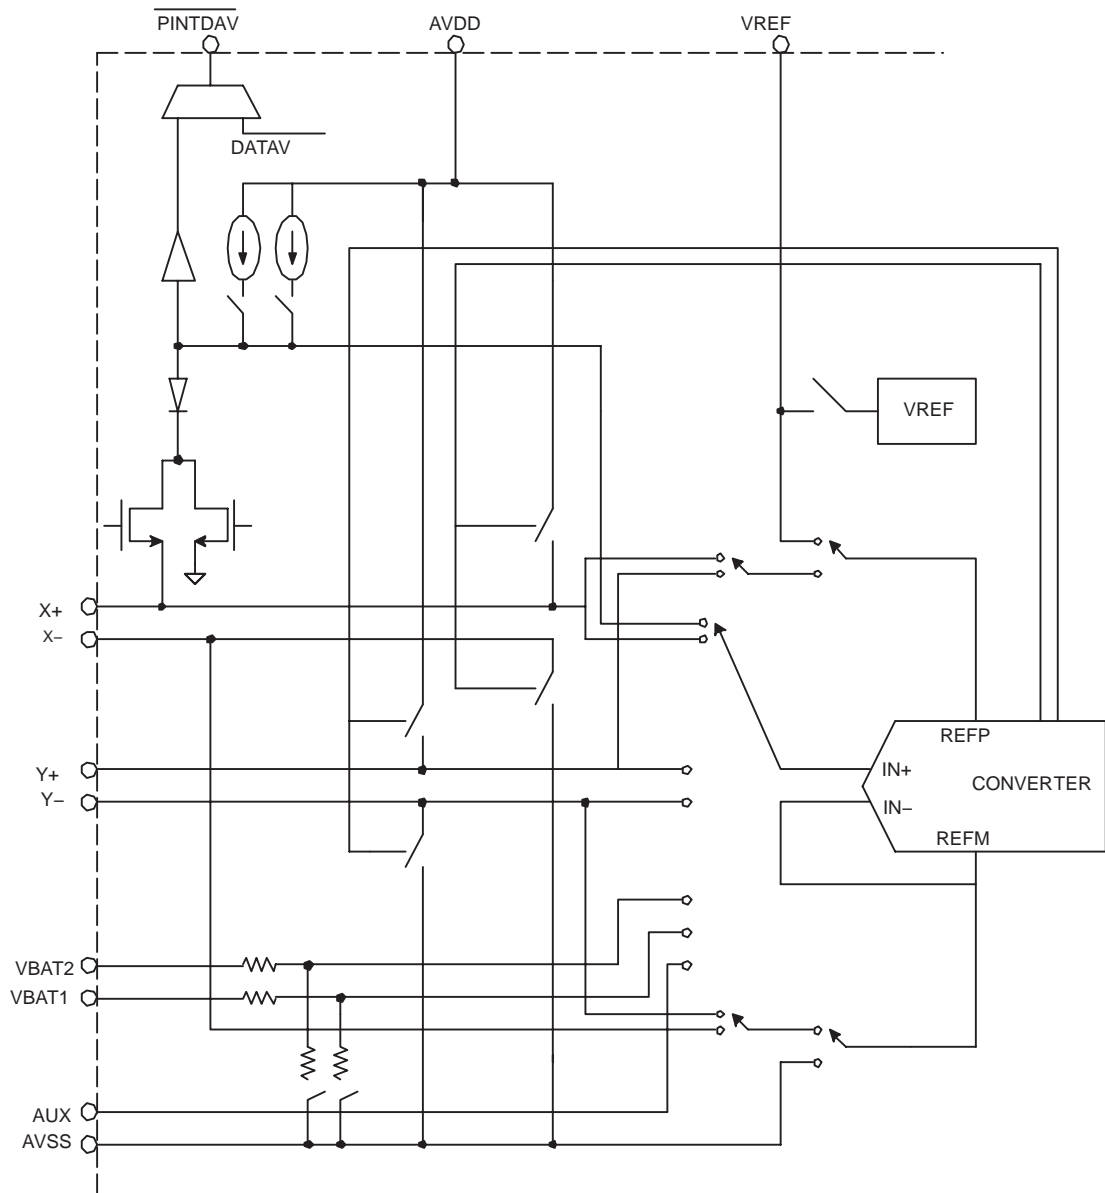 PINTDAV
AVDD
VREF
DATAV
VREF
X+
X−
REFP
Y+
IN+
CONVERTER
Y−
IN−
REFM
VBAT2
VBAT1
AUX
AVSS